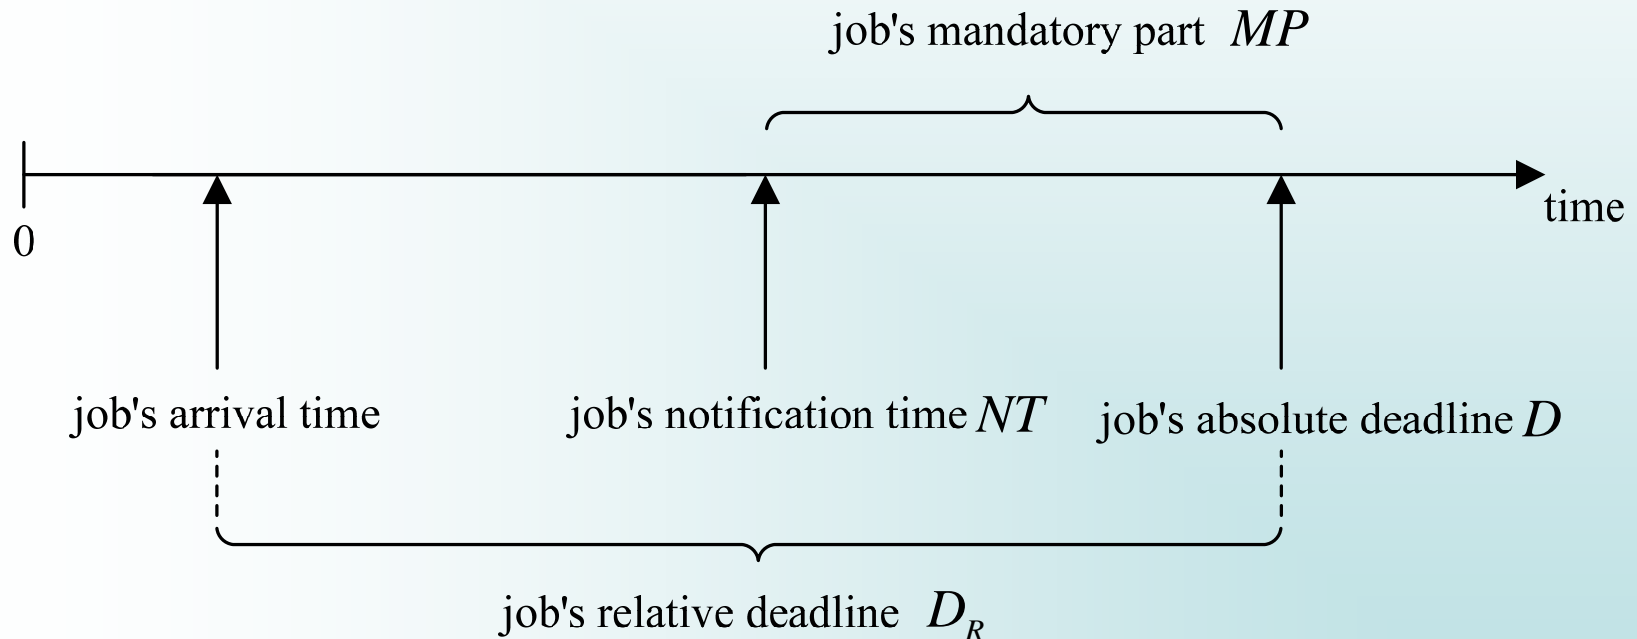 job's mandatory part MP
time
0
job's arrival time
job's notification time NT
job's absolute deadline D
job's relative deadline D_R